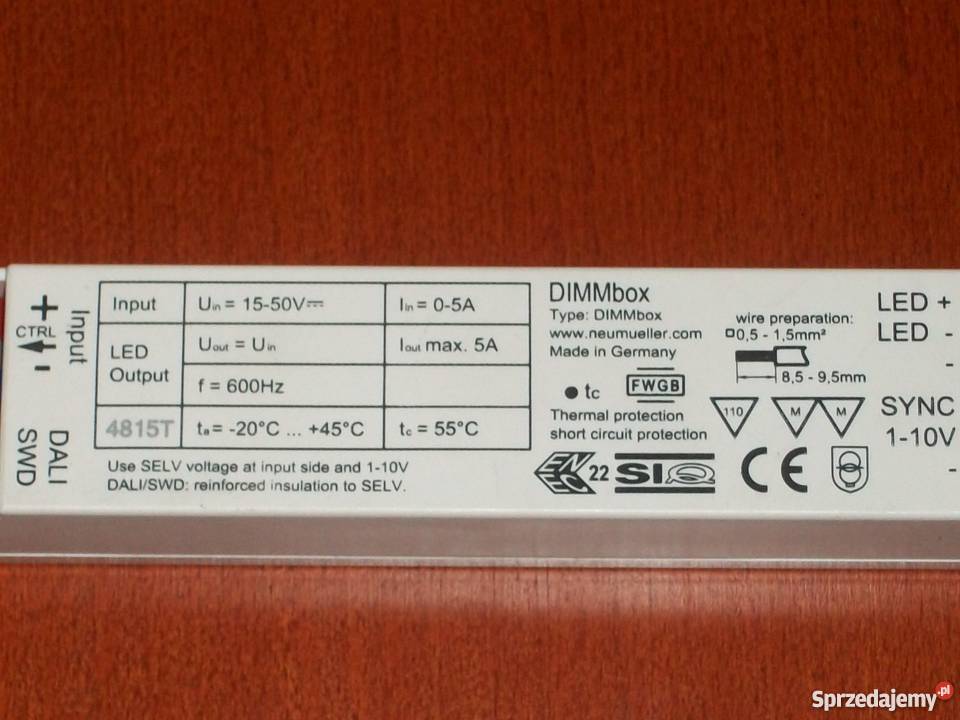 +
CTRL
-
Input
DALI
SWD
Input Uin = 15-50V⎓ Iin = 0-5A
LED Output Uout = Uin Iout max. 5A
f = 600Hz
4815T ta = -20°C ... +45°C tc = 55°C
Use SELV voltage at input side and 1-10V
DALI/SWD: reinforced insulation to SELV.
DIMMbox
Type: DIMMbox
www.neumueller.com
Made in Germany
● tc FWGB
Thermal protection
short circuit protection
wire preparation:
0,5 - 1,5mm²
8,5 - 9,5mm
110 M M
ENEC 22 SIQ CE
LED +
LED -
-
SYNC
1-10V
-
Sprzedajemy.pl